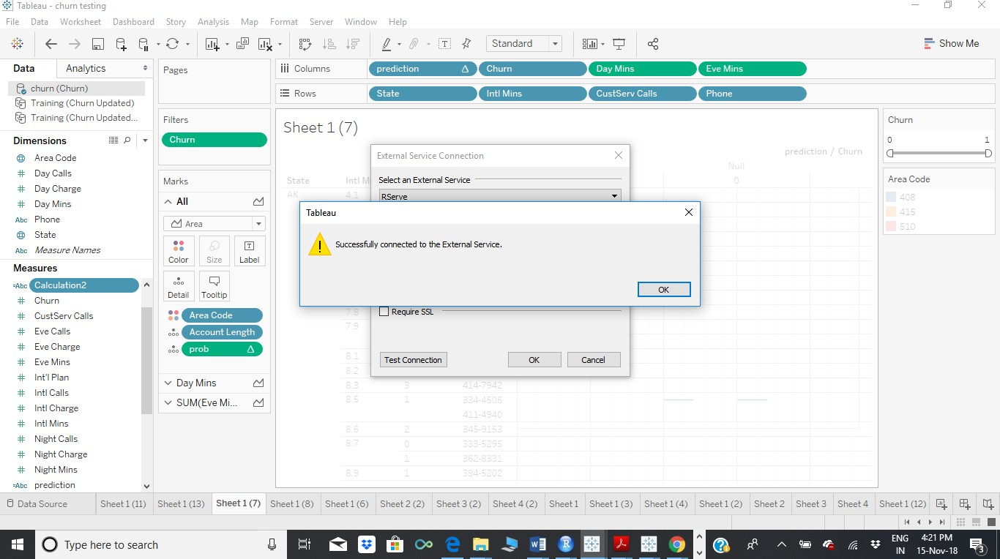 Tableau - churn testing
File Data Worksheet Dashboard Story Analysis Map Format Server Window Help
Standard
Show Me
Data Analytics
churn (Churn)
Training (Churn Updated)
Training (Churn Updated...
Dimensions
Area Code
Day Calls
Day Charge
Day Mins
Abc Phone
State
Abc Measure Names
Measures
=Abc Calculation2
Churn
CustServ Calls
Eve Calls
Eve Charge
Eve Mins
Int'l Plan
Intl Calls
Intl Charge
Intl Mins
Night Calls
Night Charge
Night Mins
=Abc prediction
Pages
Filters
Churn
Marks
All
Area
Color Size Label
Detail Tooltip
Area Code
Account Length
prob Δ
Day Mins
SUM(Eve Mi...
Columns prediction Δ Churn Day Mins Eve Mins
Rows State Intl Mins CustServ Calls Phone
Sheet 1 (7)
prediction / Churn
Null
State Intl M 0
AK 4.1
External Service Connection
Select an External Service
RServe
Tableau
Successfully connected to the External Service.
OK
Require SSL
Test Connection OK Cancel
7.8
7.9
8.1
8.2
8.3 3 414-7942
8.5 1 334-4506
411-4940
8.6 2 345-9153
8.7 0 333-5295
1 362-8331
8.9 1 394-5202
Churn
0 1
Area Code
408
415
510
Data Source Sheet 1 (11) Sheet 1 (13) Sheet 1 (7) Sheet 1 (8) Sheet 1 (6) Sheet 2 (2) Sheet 3 (2) Sheet 4 (2) Sheet 1 Sheet 1 (3) Sheet 1 (4) Sheet 1 (2) Sheet 2 Sheet 3 Sheet 4 Sheet 1 (12)
Type here to search
ENG 4:21 PM
IN 15-Nov-18
3